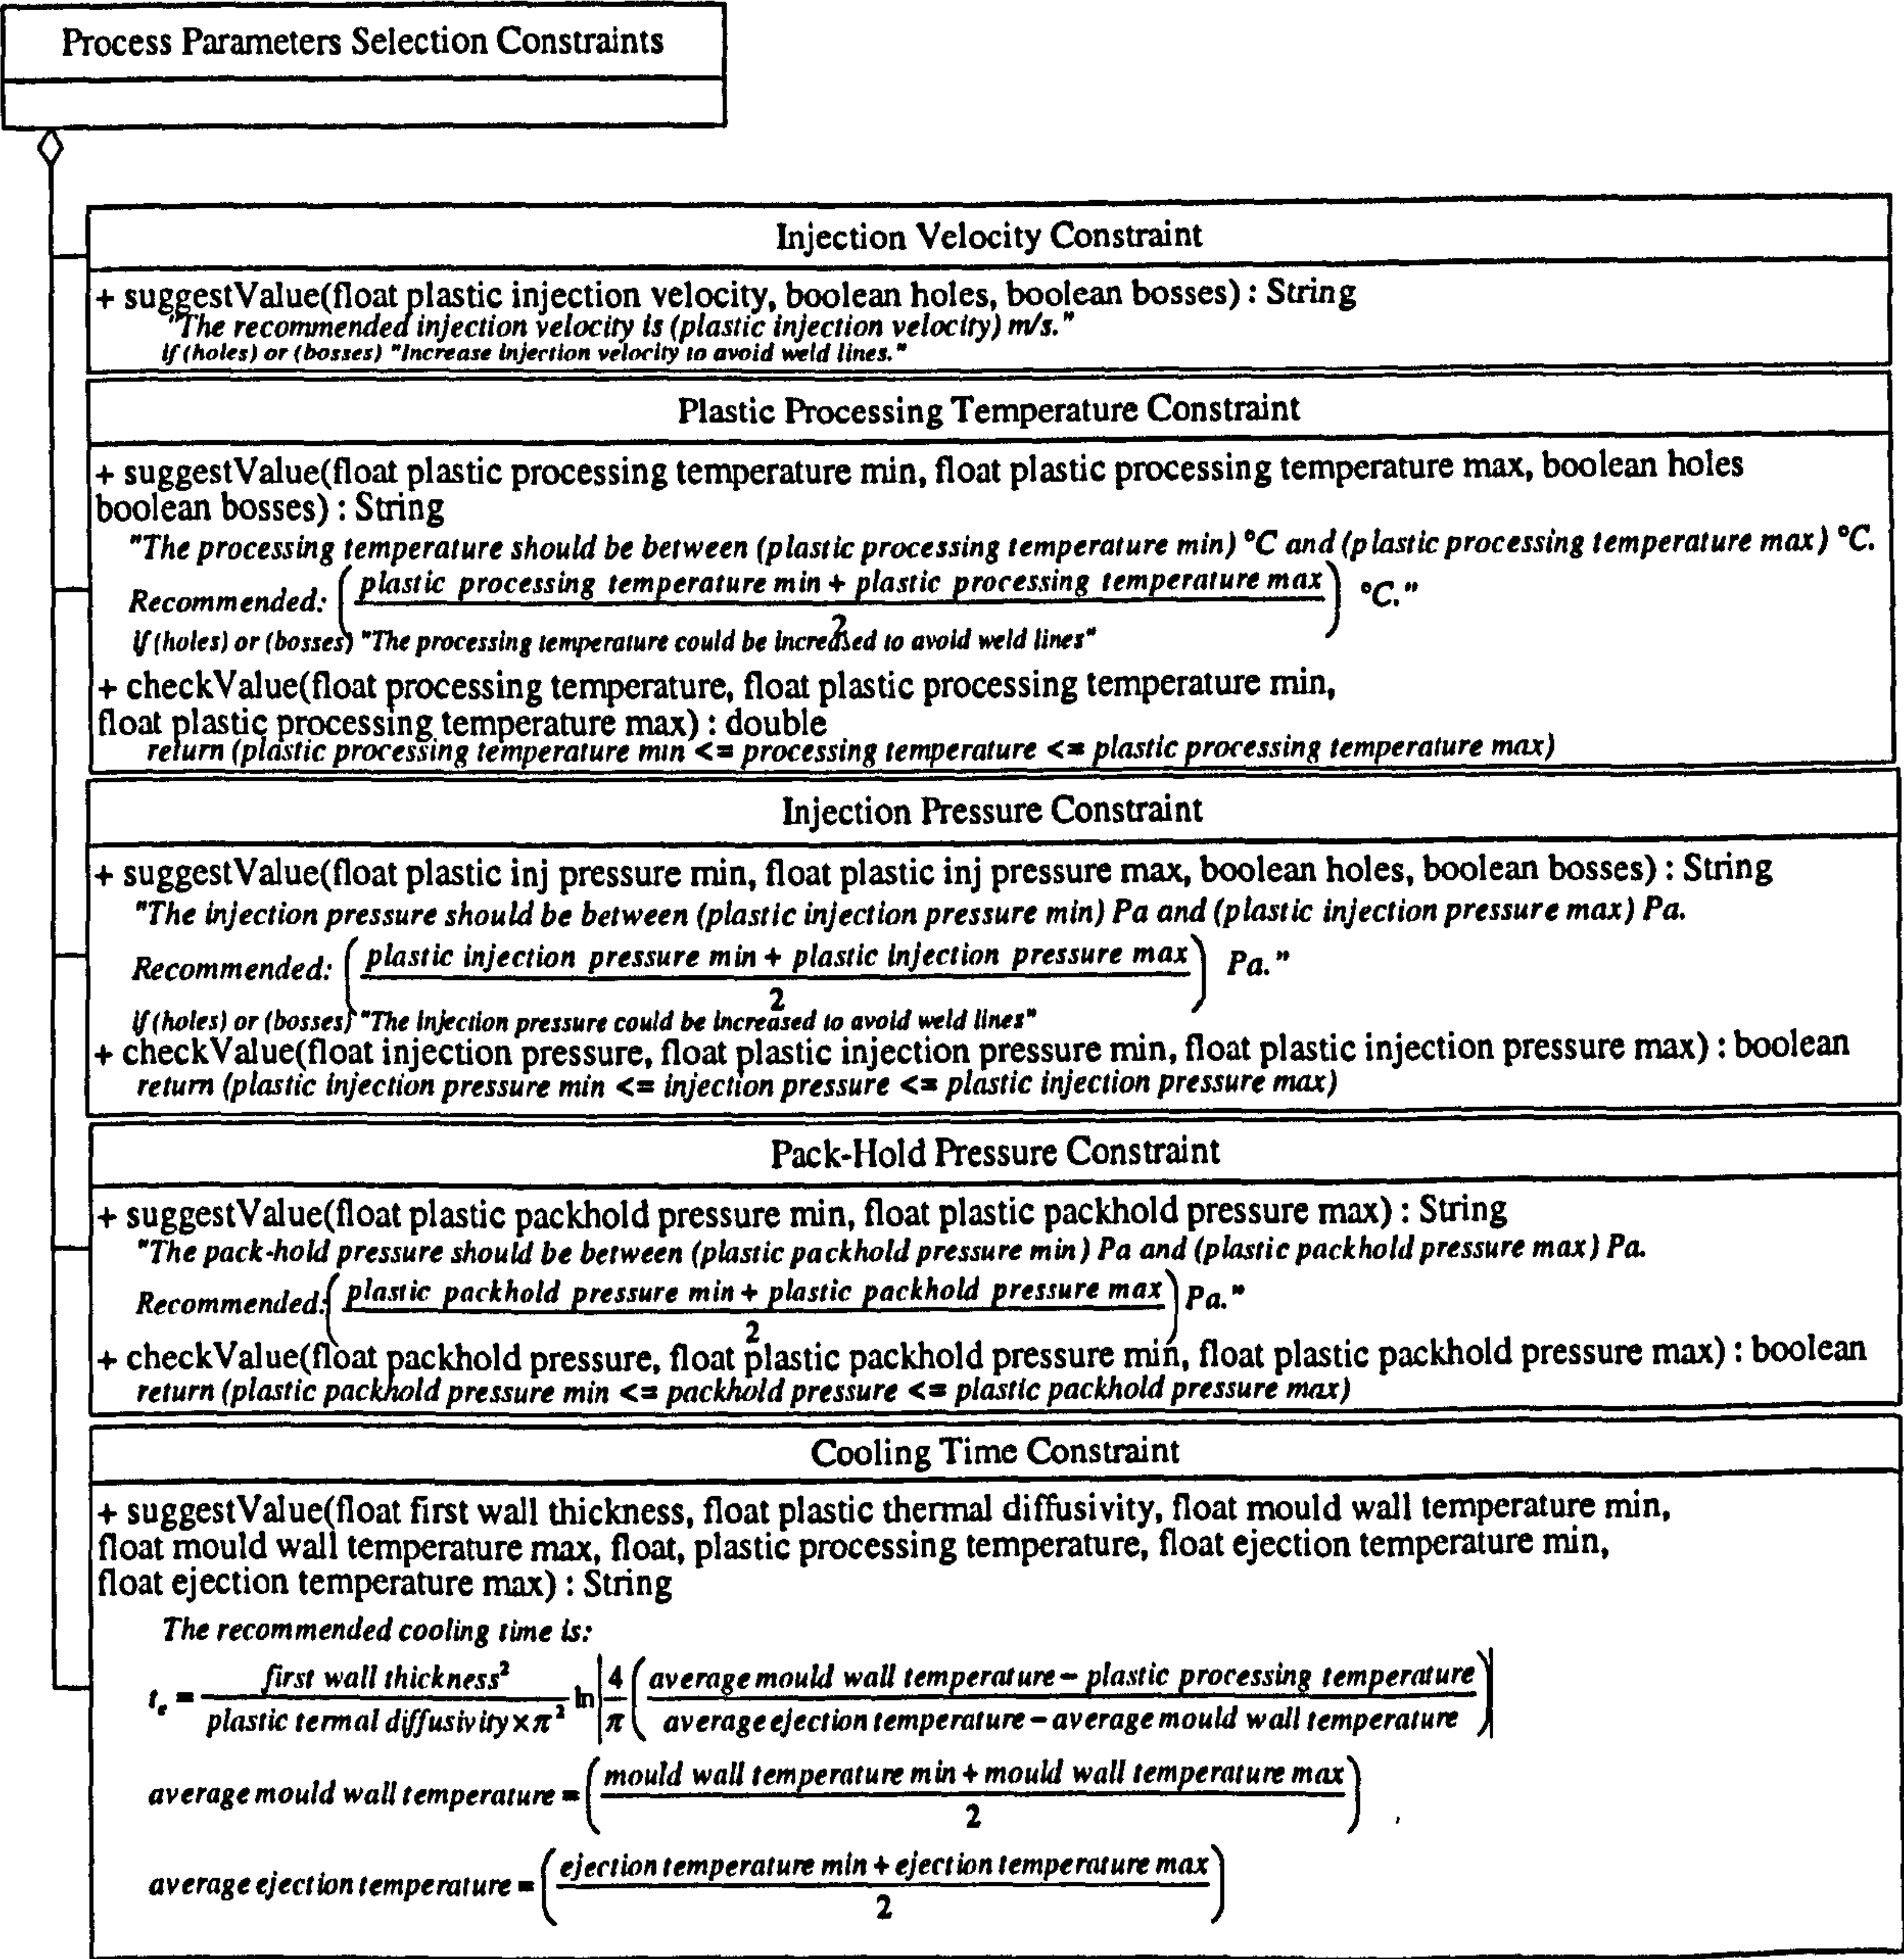 Process Parameters Selection Constraints
Injection Velocity Constraint
+ suggestValue(float plastic injection velocity, boolean holes, boolean bosses) : String
"The recommended injection velocity is (plastic injection velocity) m/s."
if (holes) or (bosses) "Increase injection velocity to avoid weld lines."
Plastic Processing Temperature Constraint
+ suggestValue(float plastic processing temperature min, float plastic processing temperature max, boolean holes
boolean bosses) : String
"The processing temperature should be between (plastic processing temperature min) °C and (plastic processing temperature max) °C.
Recommended: (plastic processing temperature min + plastic processing temperature max / 2) °C."
if (holes) or (bosses) "The processing temperature could be increased to avoid weld lines"
+ checkValue(float processing temperature, float plastic processing temperature min,
float plastic processing temperature max) : double
return (plastic processing temperature min <= processing temperature <= plastic processing temperature max)
Injection Pressure Constraint
+ suggestValue(float plastic inj pressure min, float plastic inj pressure max, boolean holes, boolean bosses) : String
"The injection pressure should be between (plastic injection pressure min) Pa and (plastic injection pressure max) Pa.
Recommended: (plastic injection pressure min + plastic injection pressure max / 2) Pa."
if (holes) or (bosses) "The injection pressure could be increased to avoid weld lines"
+ checkValue(float injection pressure, float plastic injection pressure min, float plastic injection pressure max) : boolean
return (plastic injection pressure min <= injection pressure <= plastic injection pressure max)
Pack-Hold Pressure Constraint
+ suggestValue(float plastic packhold pressure min, float plastic packhold pressure max) : String
"The pack-hold pressure should be between (plastic packhold pressure min) Pa and (plastic packhold pressure max) Pa.
Recommended: (plastic packhold pressure min + plastic packhold pressure max / 2) Pa."
+ checkValue(float packhold pressure, float plastic packhold pressure min, float plastic packhold pressure max) : boolean
return (plastic packhold pressure min <= packhold pressure <= plastic packhold pressure max)
Cooling Time Constraint
+ suggestValue(float first wall thickness, float plastic thermal diffusivity, float mould wall temperature min,
float mould wall temperature max, float, plastic processing temperature, float ejection temperature min,
float ejection temperature max) : String
The recommended cooling time is:
tₑ = first wall thickness² / plastic termal diffusivity × π² ln |4/π (average mould wall temperature − plastic processing temperature / average ejection temperature − average mould wall temperature)|
average mould wall temperature = (mould wall temperature min + mould wall temperature max / 2)
average ejection temperature = (ejection temperature min + ejection temperature max / 2)